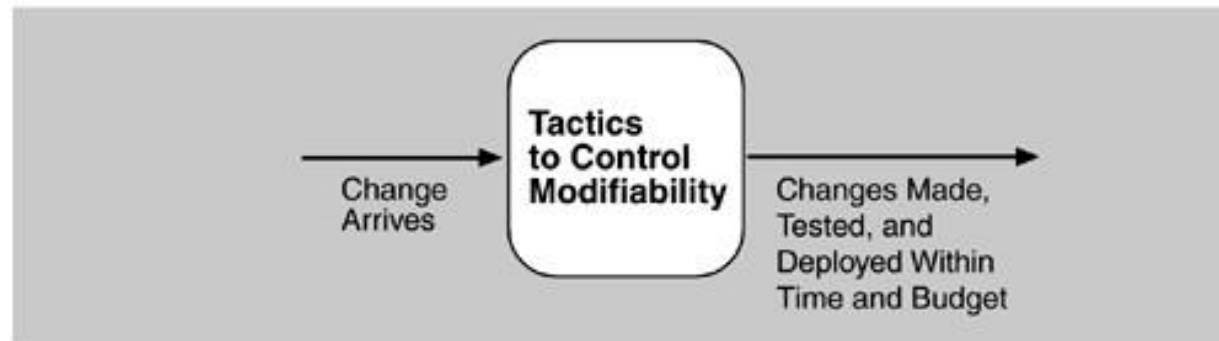 Change
Arrives
Tactics
to Control
Modifiability
Changes Made,
Tested, and
Deployed Within
Time and Budget